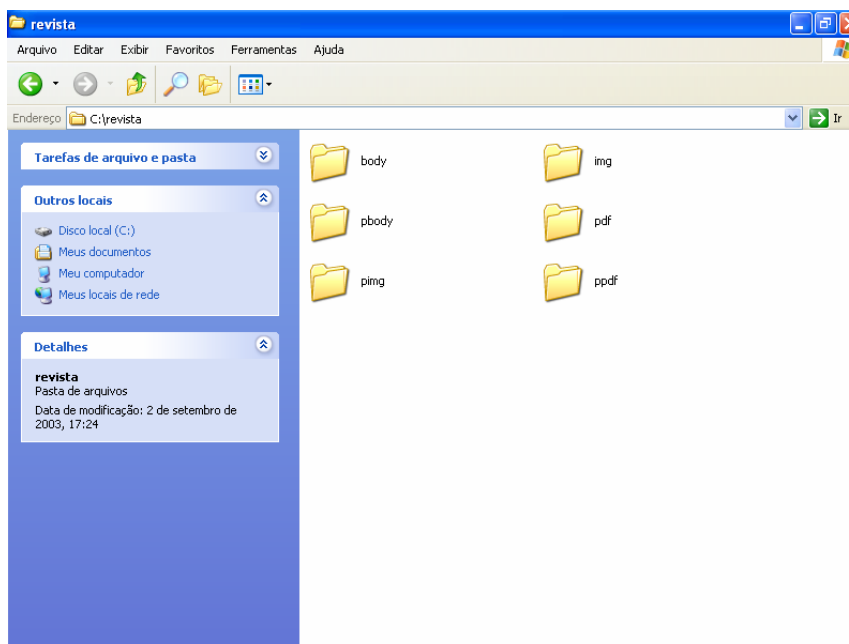 revista
Arquivo Editar Exibir Favoritos Ferramentas Ajuda
Endereço C:\revista Ir
Tarefas de arquivo e pasta
Outros locais
Disco local (C:)
Meus documentos
Meu computador
Meus locais de rede
Detalhes
revista
Pasta de arquivos
Data de modificação: 2 de setembro de
2003, 17:24
body img
pbody pdf
pimg ppdf